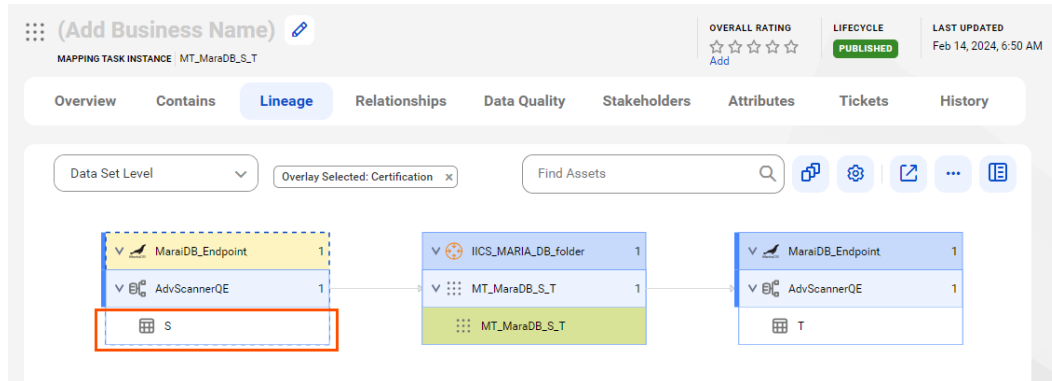 (Add Business Name)
MAPPING TASK INSTANCE MT_MaraDB_S_T
OVERALL RATING
Add
LIFECYCLE
PUBLISHED
LAST UPDATED
Feb 14, 2024, 6:50 AM
Overview Contains Lineage Relationships Data Quality Stakeholders Attributes Tickets History
Data Set Level
Overlay Selected: Certification ×
Find Assets
MaraiDB_Endpoint 1
AdvScannerQE 1
S
IICS_MARIA_DB_folder 1
MT_MaraDB_S_T 1
MT_MaraDB_S_T
MaraiDB_Endpoint 1
AdvScannerQE 1
T